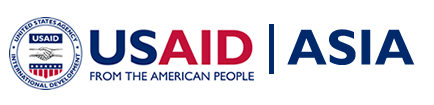 UNITED STATES AGENCY
USAID
INTERNATIONAL DEVELOPMENT
USAID | ASIA
FROM THE AMERICAN PEOPLE